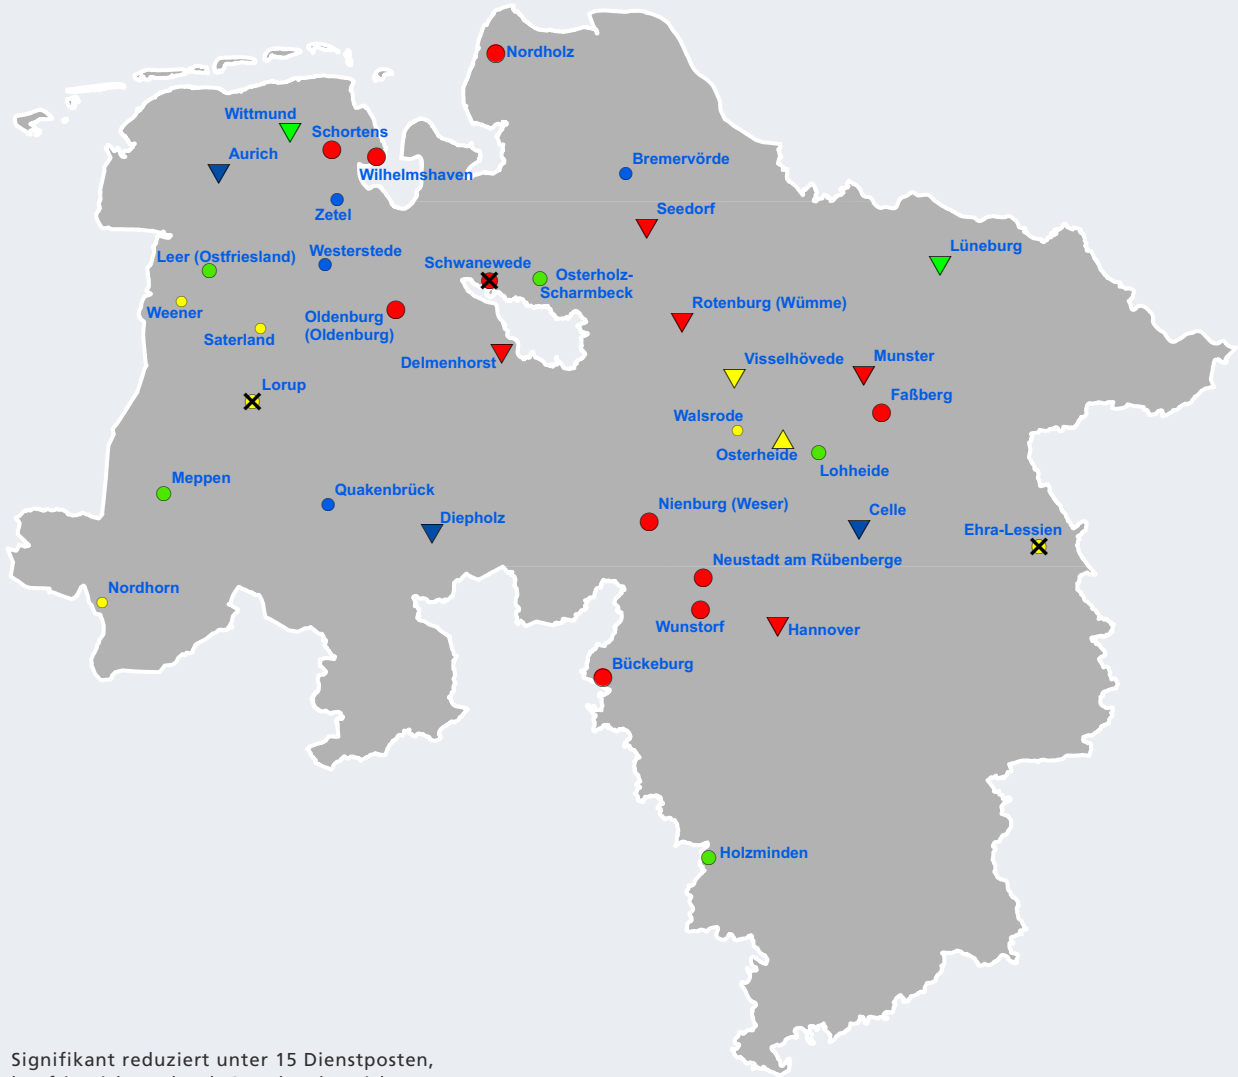 Nordholz
Wittmund
Schortens
Aurich
Bremervörde
Wilhelmshaven
Zetel
Seedorf
Lüneburg
Westerstede
Leer (Ostfriesland)
Schwanewede
Osterholz-
Scharmbeck
Rotenburg (Wümme)
Weener
Oldenburg
(Oldenburg)
Saterland
Delmenhorst
Visselhövede
Munster
Lorup
Faßberg
Walsrode
Osterheide
Lohheide
Meppen
Quakenbrück
Nienburg (Weser)
Celle
Diepholz
Ehra-Lessien
Neustadt am Rübenberge
Nordhorn
Wunstorf
Hannover
Bückeburg
Holzminden
Signifikant reduziert unter 15 Dienstposten,